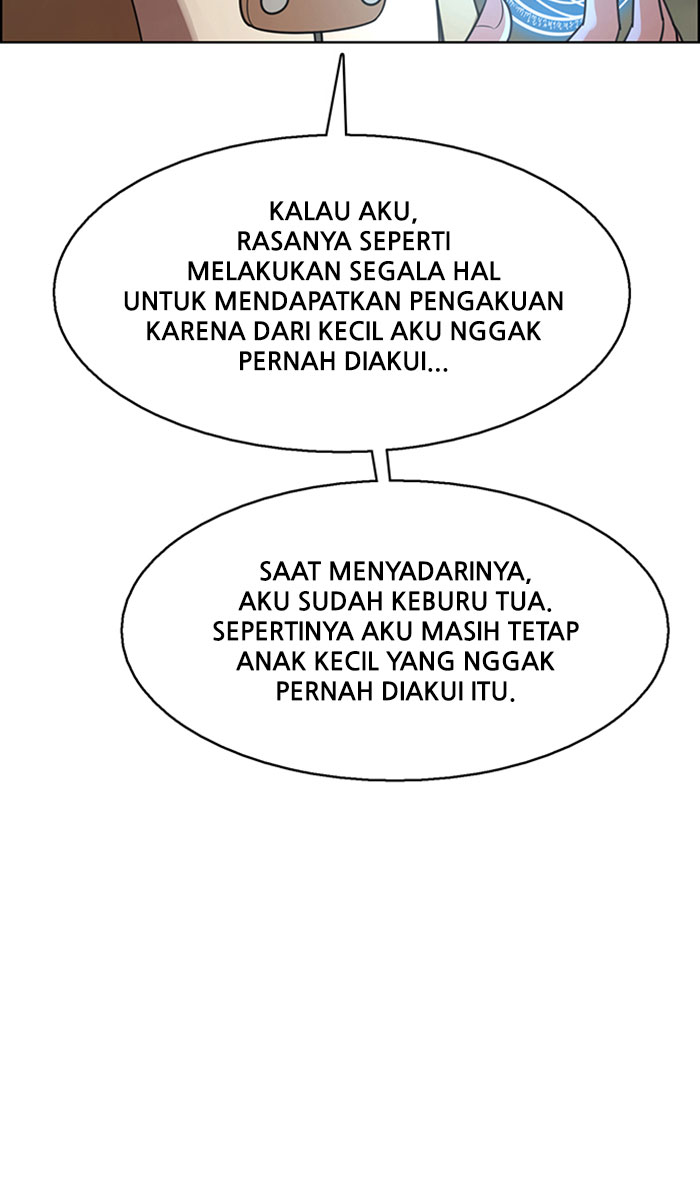 KALAU AKU,
RASANYA SEPERTI
MELAKUKAN SEGALA HAL
UNTUK MENDAPATKAN PENGAKUAN
KARENA DARI KECIL AKU NGGAK
PERNAH DIAKUI...
SAAT MENYADARINYA,
AKU SUDAH KEBURU TUA.
SEPERTINYA AKU MASIH TETAP
ANAK KECIL YANG NGGAK
PERNAH DIAKUI ITU.